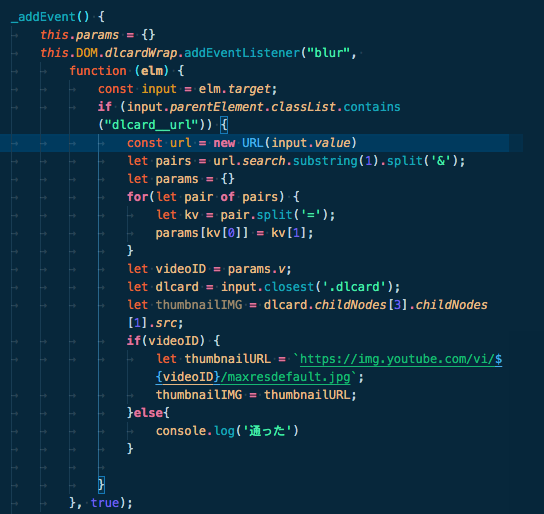 _addEvent() {
this.params = {}
this.DOM.dlcardWrap.addEventListener("blur",
function (elm) {
const input = elm.target;
if (input.parentElement.classList.contains
("dlcard__url")) {
const url = new URL(input.value)
let pairs = url.search.substring(1).split('&');
let params = {}
for(let pair of pairs) {
let kv = pair.split('=');
params[kv[0]] = kv[1];
}
let videoID = params.v;
let dlcard = input.closest('.dlcard');
let thumbnailIMG = dlcard.childNodes[3].childNodes
[1].src;
if(videoID) {
let thumbnailURL = `https://img.youtube.com/vi/$
{videoID}/maxresdefault.jpg`;
thumbnailIMG = thumbnailURL;
}else{
console.log('通った')
}
}
}, true);